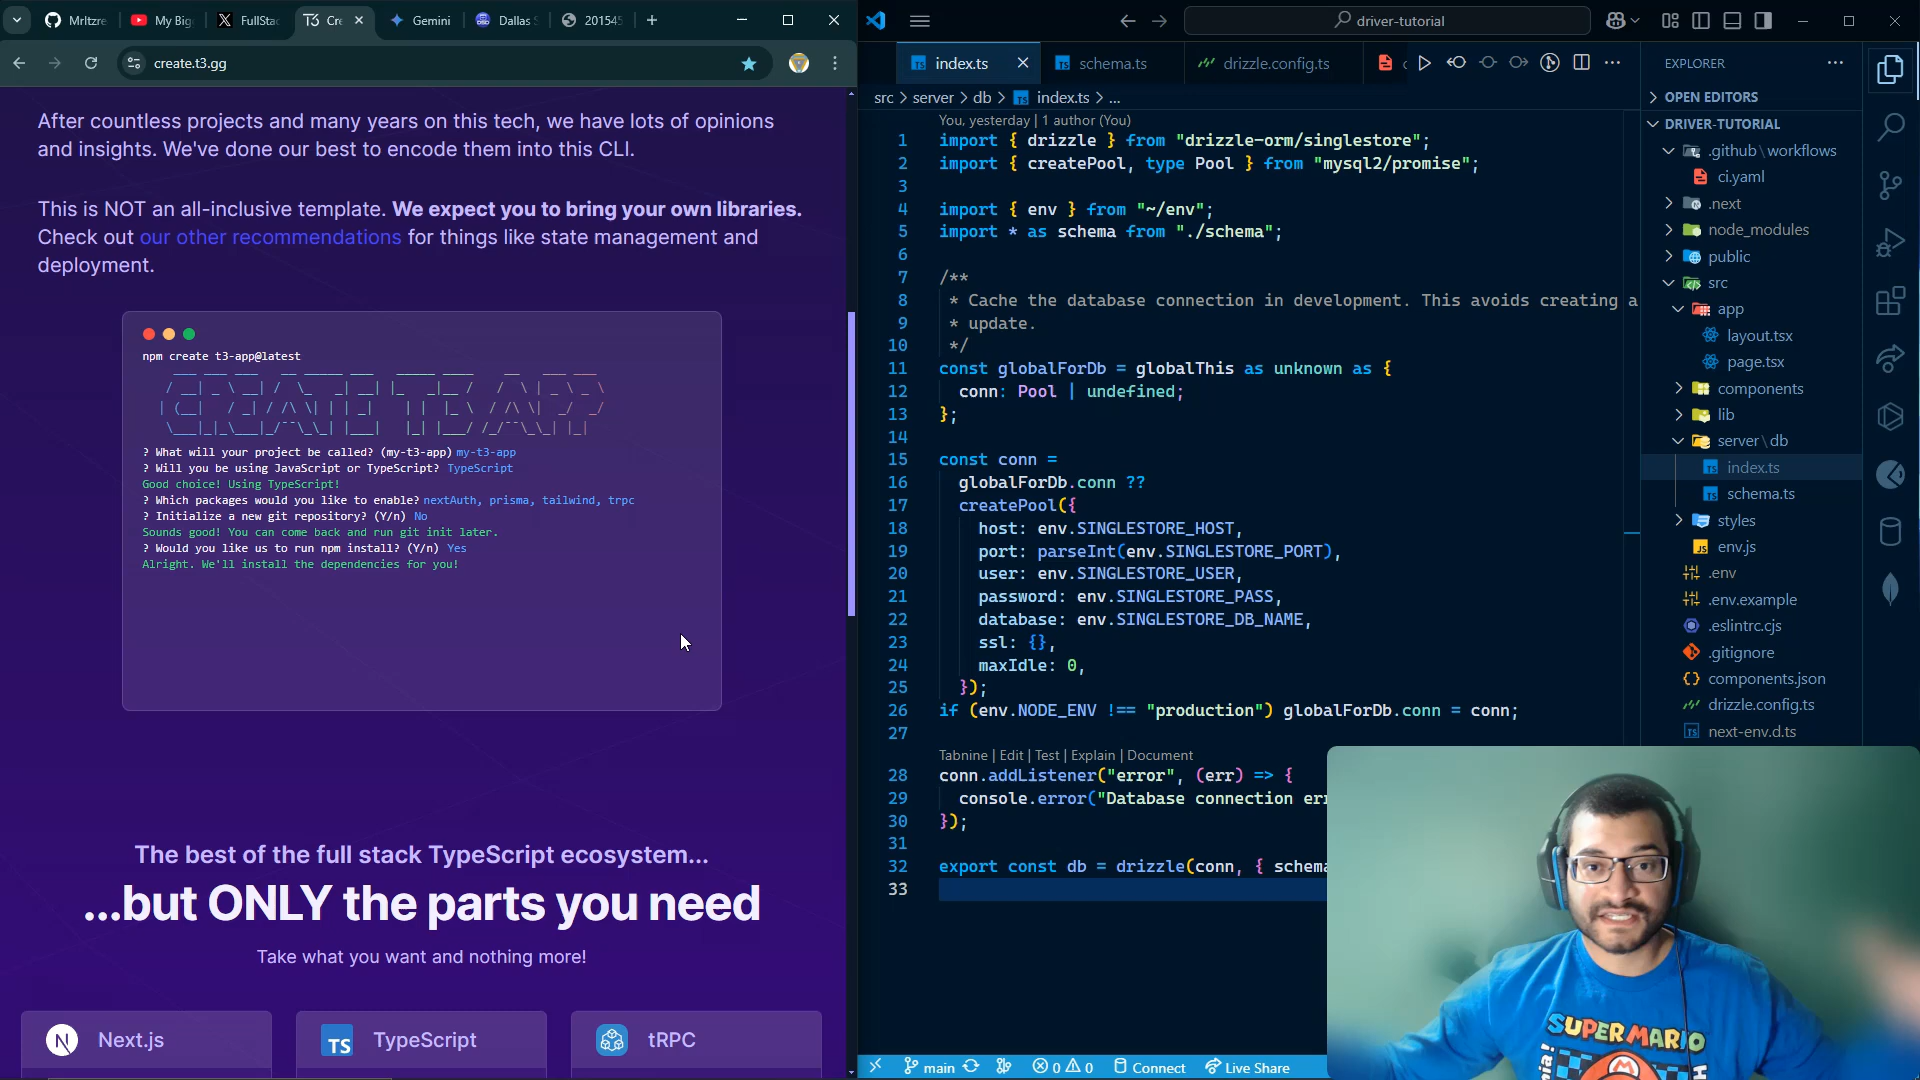 MrItzre
My Big
FullSta
Cre
Gemini
Dallas S
201545
create.t3.gg
After countless projects and many years on this tech, we have lots of opinions
and insights. We've done our best to encode them into this CLI.
This is NOT an all-inclusive template. We expect you to bring your own libraries.
Check out our other recommendations for things like state management and
deployment.
npm create t3-app@latest
? What will your project be called? (my-t3-app) my-t3-app
? Will you be using JavaScript or TypeScript? TypeScript
Good choice! Using TypeScript!
? Which packages would you like to enable? nextAuth, prisma, tailwind, trpc
? Initialize a new git repository? (Y/n) No
Sounds good! You can come back and run git init later.
? Would you like us to run npm install? (Y/n) Yes
Alright. We'll install the dependencies for you!
The best of the full stack TypeScript ecosystem...
...but ONLY the parts you need
Take what you want and nothing more!
N Next.js
TS TypeScript
tRPC
driver-tutorial
index.ts
schema.ts
drizzle.config.ts
src > server > db > index.ts > ...
You, yesterday | 1 author (You)
1 import { drizzle } from "drizzle-orm/singlestore";
2 import { createPool, type Pool } from "mysql2/promise";
3
4 import { env } from "~/env";
5 import * as schema from "./schema";
6
7 /**
8 * Cache the database connection in development. This avoids creating a
9 * update.
10 */
11 const globalForDb = globalThis as unknown as {
12 conn: Pool | undefined;
13 };
14
15 const conn =
16 globalForDb.conn ??
17 createPool({
18 host: env.SINGLESTORE_HOST,
19 port: parseInt(env.SINGLESTORE_PORT),
20 user: env.SINGLESTORE_USER,
21 password: env.SINGLESTORE_PASS,
22 database: env.SINGLESTORE_DB_NAME,
23 ssl: {},
24 maxIdle: 0,
25 });
26 if (env.NODE_ENV !== "production") globalForDb.conn = conn;
27
Tabnine | Edit | Test | Explain | Document
28 conn.addListener("error", (err) => {
29 console.error("Database connection err
30 });
31
32 export const db = drizzle(conn, { schema
33
main
0 0
Connect
Live Share
EXPLORER
OPEN EDITORS
DRIVER-TUTORIAL
.github\workflows
ci.yaml
.next
node_modules
public
src
app
layout.tsx
page.tsx
components
lib
server\db
index.ts
schema.ts
styles
env.js
.env
.env.example
.eslintrc.cjs
.gitignore
components.json
drizzle.config.ts
next-env.d.ts
SUPER MARIO